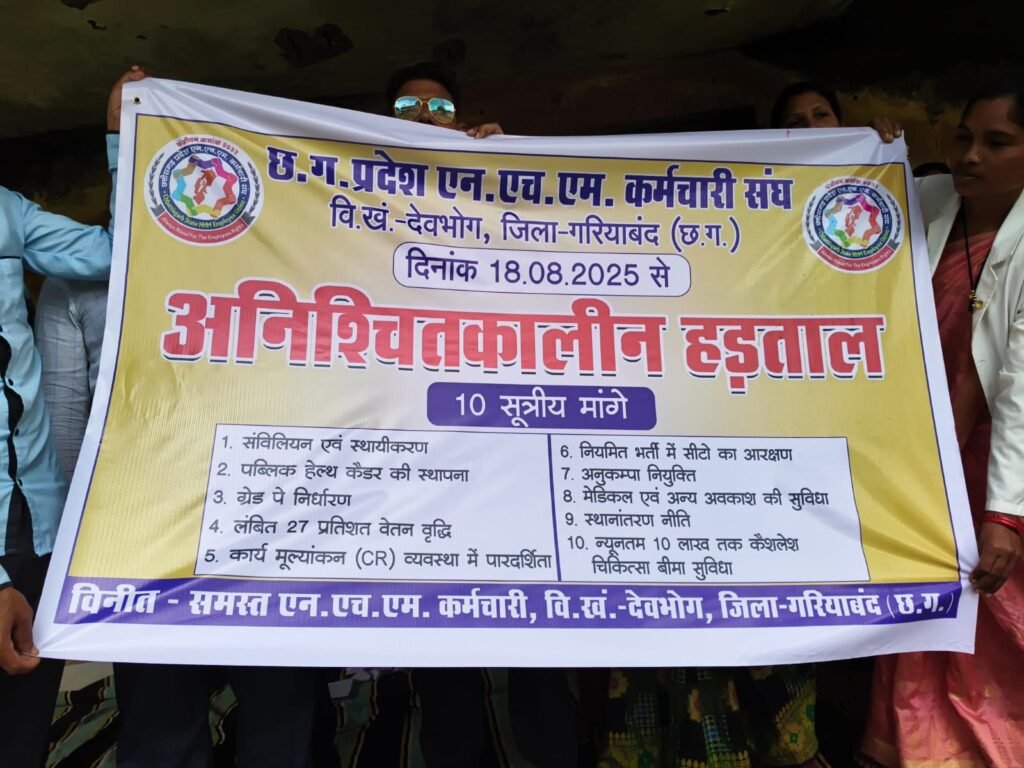 छ.ग.प्रदेश एन.एच.एम. कर्मचारी संघ
वि.खं.-देवभोग, जिला-गरियाबंद (छ.ग.)
दिनांक 18.08.2025 से
अनिश्चितकालीन हड़ताल
10 सूत्रीय मांगे
1. संविलियन एवं स्थायीकरण
2. पब्लिक हेल्थ कैडर की स्थापना
3. ग्रेड पे निर्धारण
4. लंबित 27 प्रतिशत वेतन वृद्धि
5. कार्य मूल्यांकन (CR) व्यवस्था में पारदर्शिता
6. नियमित भर्ती में सीटो का आरक्षण
7. अनुकम्पा नियुक्ति
8. मेडिकल एवं अन्य अवकाश की सुविधा
9. स्थानांतरण नीति
10. न्यूनतम 10 लाख तक कैशलेश
चिकित्सा बीमा सुविधा
विनीत - समस्त एन.एच.एम. कर्मचारी, वि.खं.-देवभोग, जिला-गरियाबंद (छ.ग.)